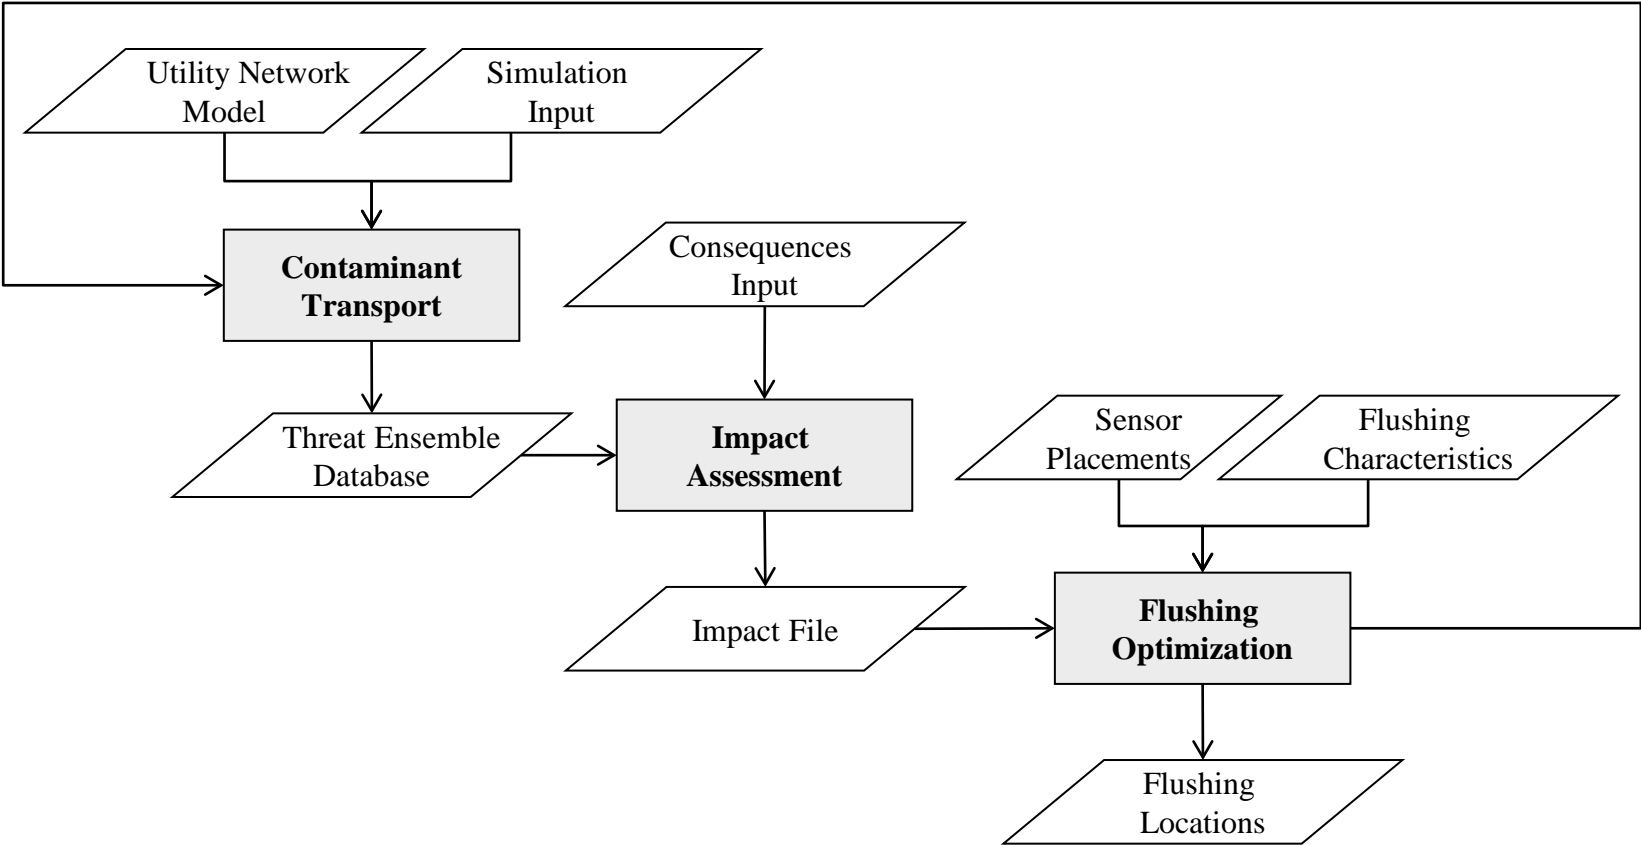 Utility Network
Model
Simulation
Input
Contaminant
Transport
Consequences
Input
Threat Ensemble
Database
Impact
Assessment
Sensor
Placements
Flushing
Characteristics
Impact File
Flushing
Optimization
Flushing
Locations